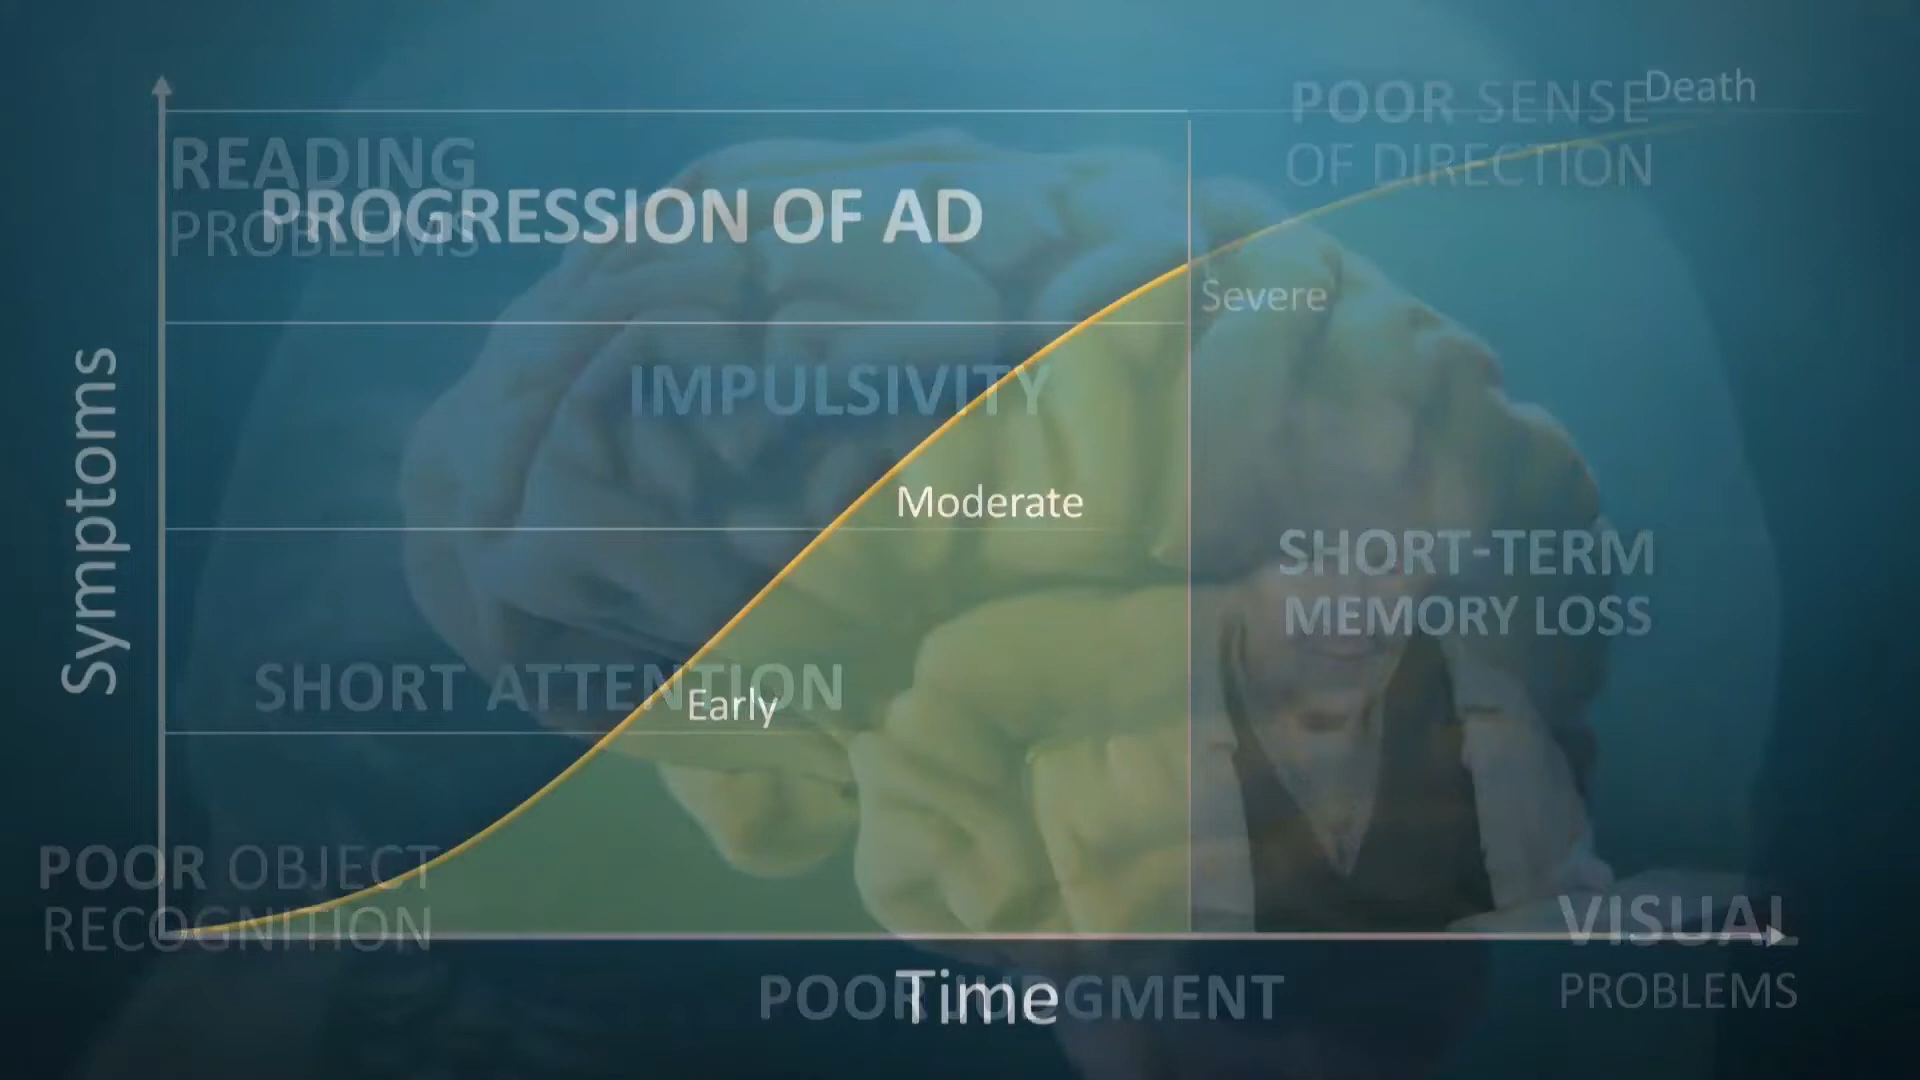 Death
POOR SENSE
OF DIRECTION
READING
PROBLEMS
PROGRESSION OF AD
Severe
IMPULSIVITY
Moderate
Symptoms
SHORT-TERM
MEMORY LOSS
SHORT ATTENTION
Early
POOR OBJECT
RECOGNITION
VISUAL
PROBLEMS
Time
POOR JUDGMENT